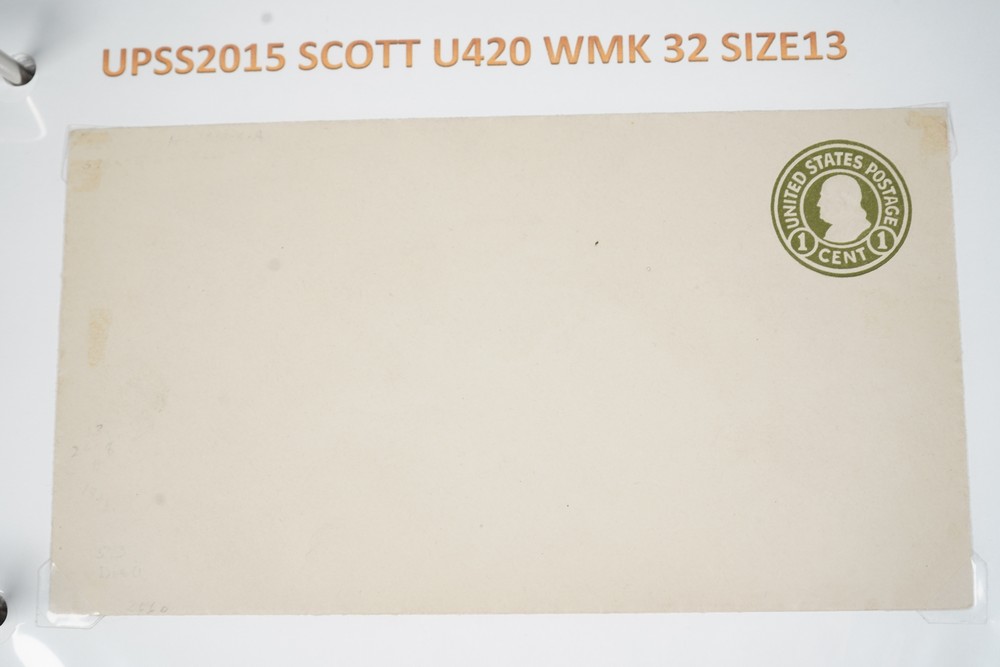 UPSS2015 SCOTT U420 WMK 32 SIZE13
UNITED STATES POSTAGE
1 CENT 1